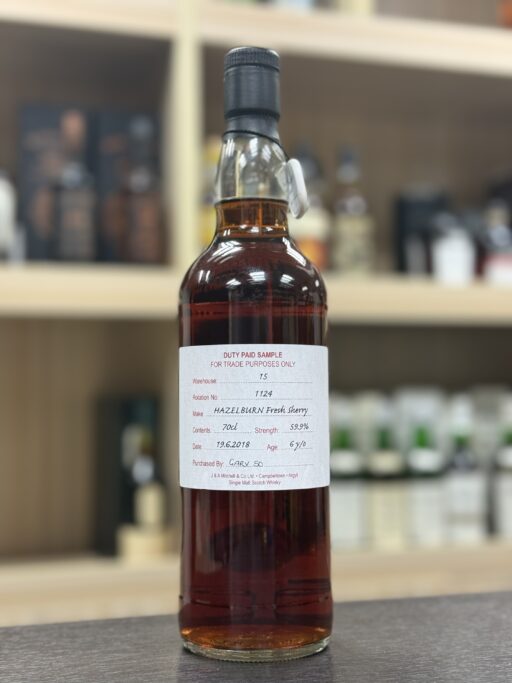 DUTY PAID SAMPLE
FOR TRADE PURPOSES ONLY
Warehouse 15
Rotation No 1124
Make HAZELBURN Fresh Sherry
Contents 70cl Strength 59.9%
Date 19.6.2018 Age 6 y/o
Purchased By: GARY SO
J & A Mitchell & Co Ltd • Campbeltown • Argyll
Single Malt Scotch Whisky